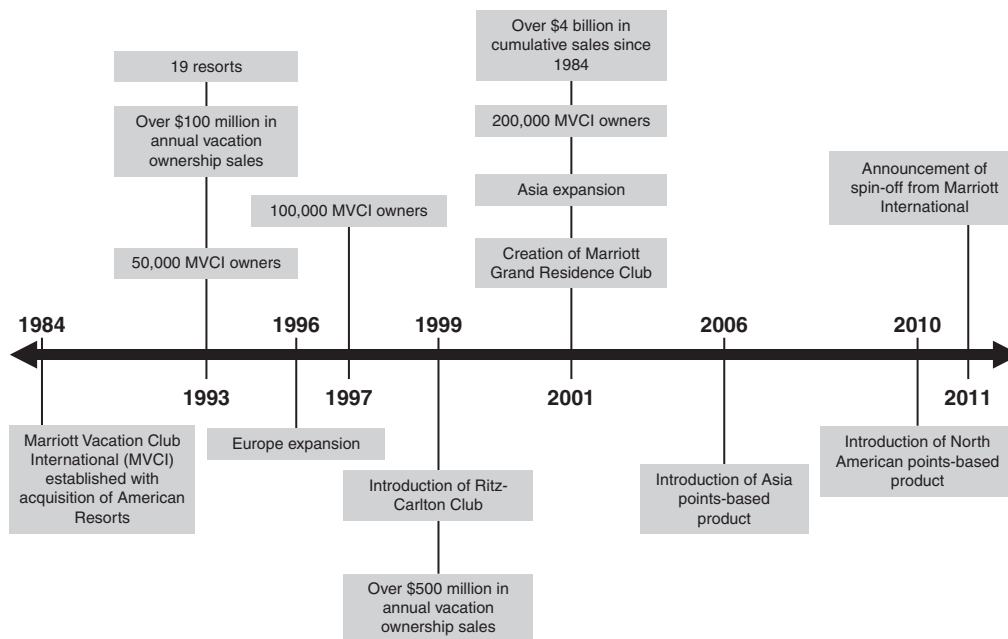 Over $4 billion in
cumulative sales since
1984
19 resorts
Over $100 million in
annual vacation
ownership sales
200,000 MVCI owners
Announcement of
spin-off from Marriott
International
Asia expansion
100,000 MVCI owners
50,000 MVCI owners
Creation of Marriott
Grand Residence Club
1984
1996
1999
2006
2010
1993
1997
2001
2011
Marriott Vacation Club
International (MVCI)
established with
acquisition of American
Resorts
Europe expansion
Introduction of Ritz-
Carlton Club
Introduction of Asia
points-based
product
Introduction of North
American points-based
product
Over $500 million in
annual vacation
ownership sales